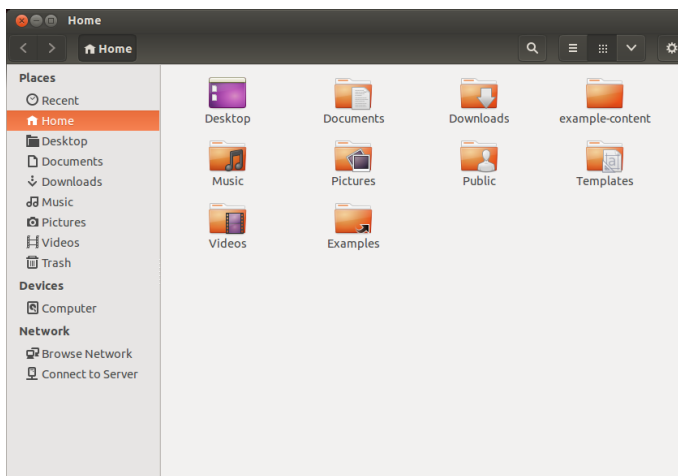 Home
Home
Places
Recent
Home
Desktop
Documents
Downloads
Music
Pictures
Videos
Trash
Devices
Computer
Network
Browse Network
Connect to Server
Desktop
Documents
Downloads
example-content
Music
Pictures
Public
Templates
Videos
Examples